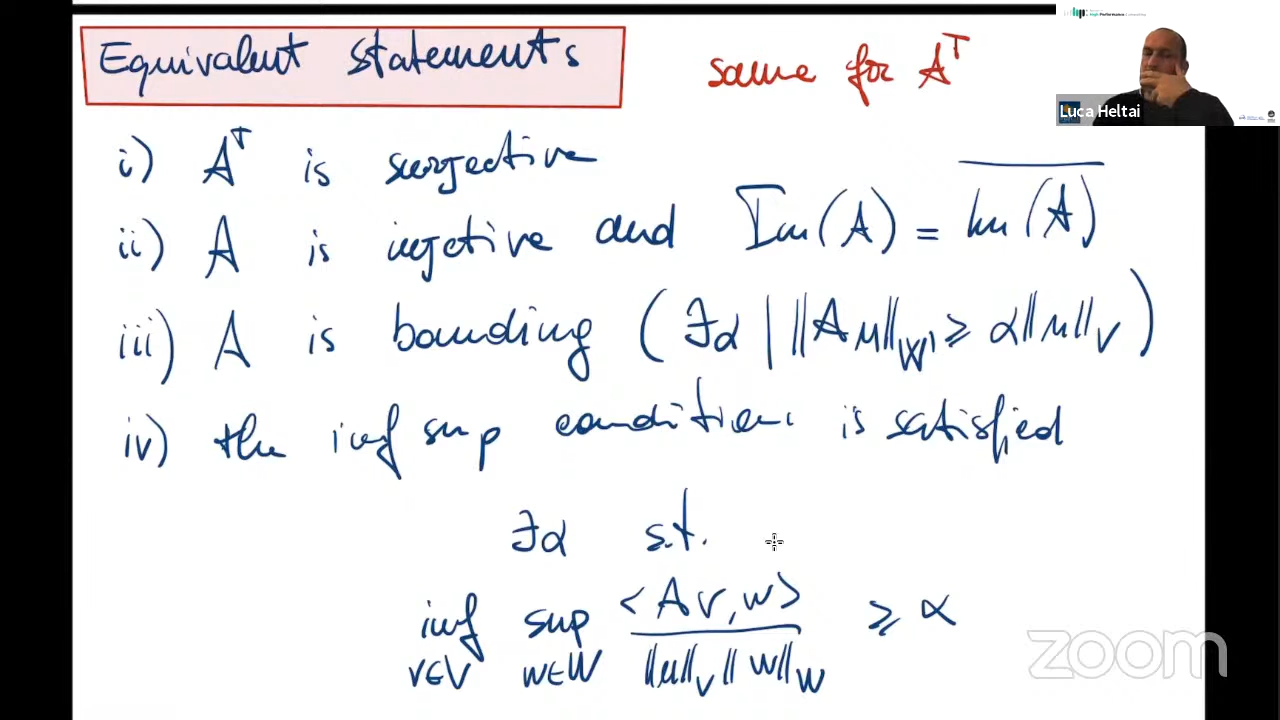 Equivalent statements
same for Aᵀ
Luca Heltai
i) Aᵀ is surjective
ii) A is injective and Im(A) = \overline{Im(A)}
iii) A is bounding (∃α | ‖Au‖_W' ⩾ α‖u‖_V)
iv) the inf sup condition is satisfied
∃α s.t.
inf_{v∈V} sup_{w∈W} <Av,w> / ‖u‖_V ‖w‖_W ⩾ α
zoom